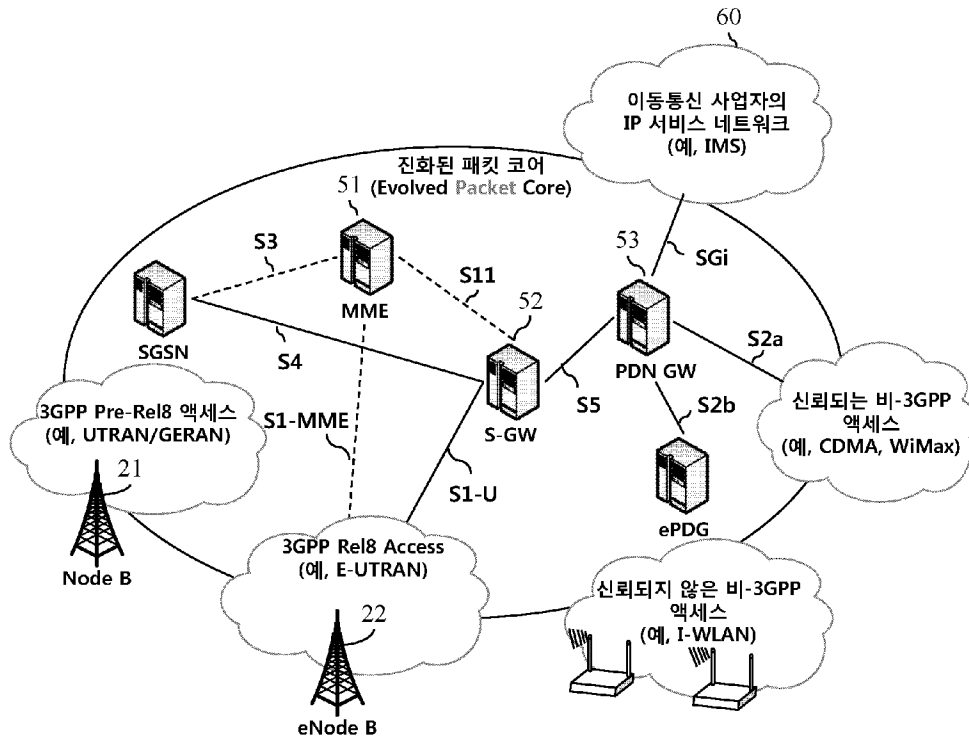 60
이동통신 사업자의
IP 서비스 네트워크
(예, IMS)
진화된 패킷 코어
(Evolved Packet Core)
51
53
SGi
S3
MME
S11
52
SGSN
S4
PDN GW
S2a
S5
S-GW
S2b
3GPP Pre-Rel8 액세스
(예, UTRAN/GERAN)
S1-MME
신뢰되는 비-3GPP
액세스
(예, CDMA, WiMax)
21
S1-U
ePDG
Node B
3GPP Rel8 Access
(예, E-UTRAN)
신뢰되지 않은 비-3GPP
액세스
(예, I-WLAN)
22
eNode B